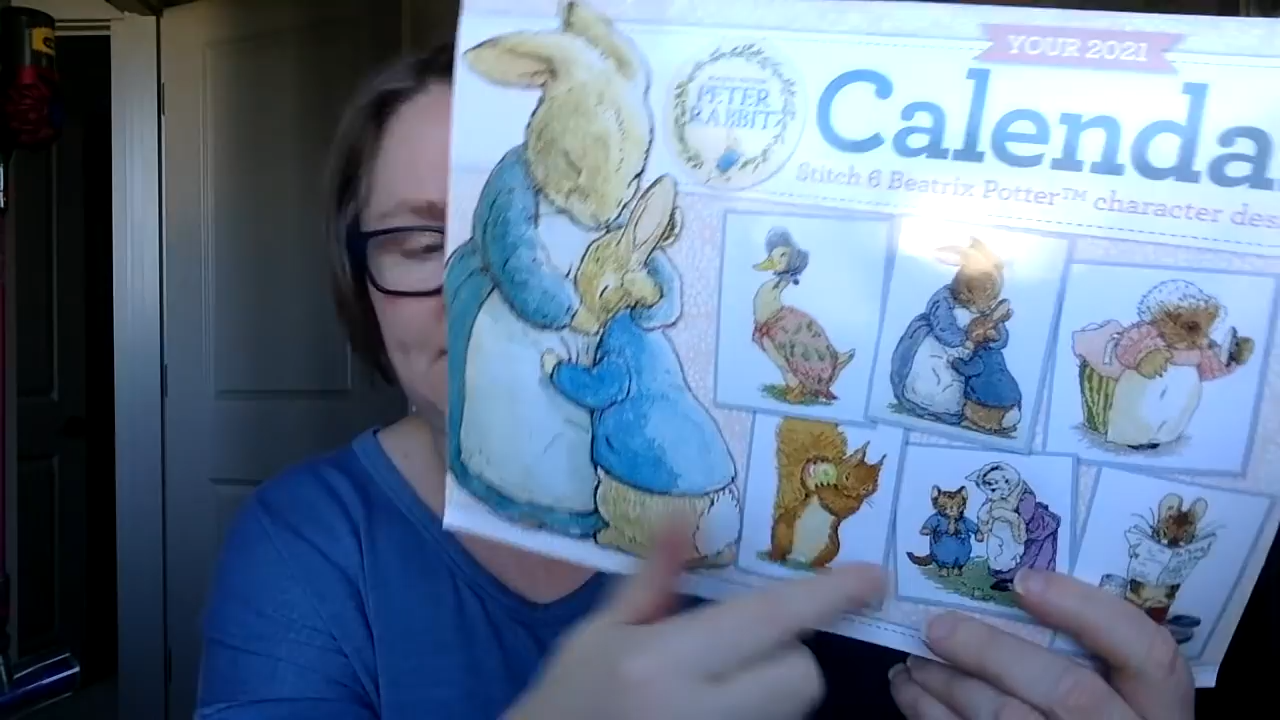 YOUR 2021
PETER
RABBIT
Calenda
Stitch 6 Beatrix Potter™ character des